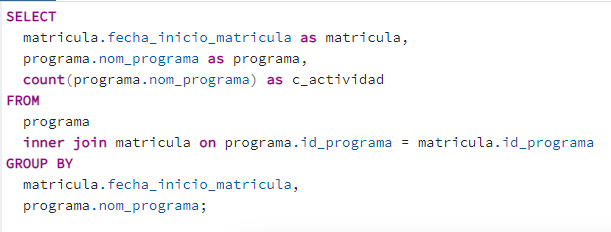 SELECT
matricula.fecha_inicio_matricula as matricula,
programa.nom_programa as programa,
count(programa.nom_programa) as c_actividad
FROM
programa
inner join matricula on programa.id_programa = matricula.id_programa
GROUP BY
matricula.fecha_inicio_matricula,
programa.nom_programa;